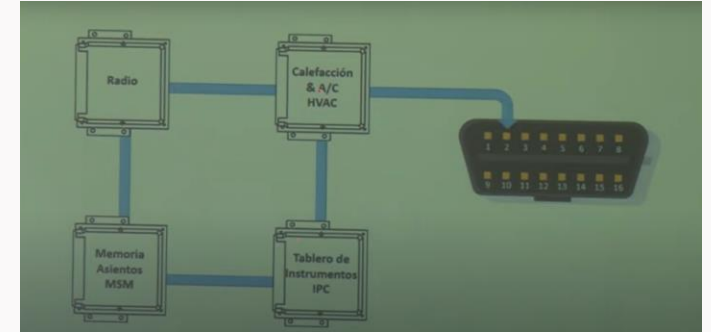 Radio
Calefacción
& A/C
HVAC
1 2 3 4 5 6 7 8
9 10 11 12 13 14 15 16
Memoria
Asientos
MSM
Tablero de
Instrumentos
IPC